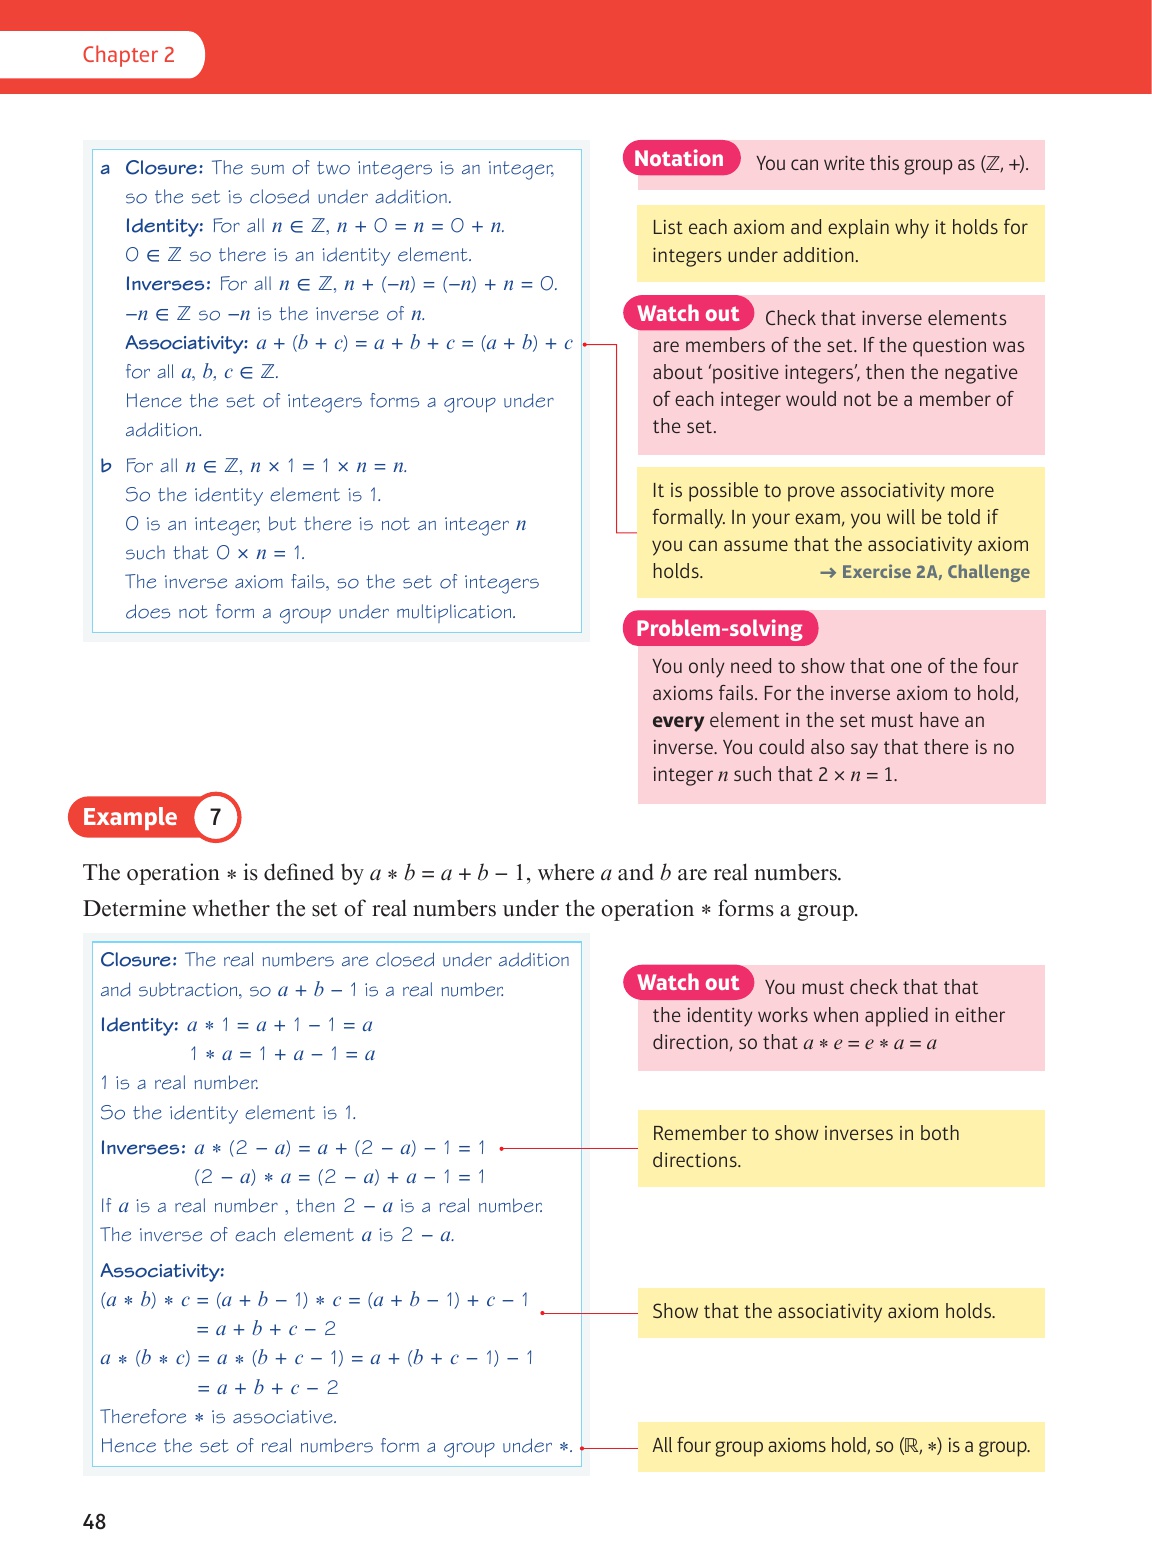 Chapter 2
a Closure: The sum of two integers is an integer,
so the set is closed under addition.
Identity: For all n ∈ ℤ, n + 0 = n = 0 + n.
0 ∈ ℤ so there is an identity element.
Inverses: For all n ∈ ℤ, n + (−n) = (−n) + n = 0.
−n ∈ ℤ so −n is the inverse of n.
Associativity: a + (b + c) = a + b + c = (a + b) + c
for all a, b, c ∈ ℤ.
Hence the set of integers forms a group under
addition.
b For all n ∈ ℤ, n × 1 = 1 × n = n.
So the identity element is 1.
0 is an integer, but there is not an integer n
such that 0 × n = 1.
The inverse axiom fails, so the set of integers
does not form a group under multiplication.
Notation You can write this group as (ℤ, +).
List each axiom and explain why it holds for
integers under addition.
Watch out Check that inverse elements
are members of the set. If the question was
about ‘positive integers’, then the negative
of each integer would not be a member of
the set.
It is possible to prove associativity more
formally. In your exam, you will be told if
you can assume that the associativity axiom
holds. → Exercise 2A, Challenge
Problem-solving
You only need to show that one of the four
axioms fails. For the inverse axiom to hold,
every element in the set must have an
inverse. You could also say that there is no
integer n such that 2 × n = 1.
Example 7
The operation * is defined by a * b = a + b − 1, where a and b are real numbers.
Determine whether the set of real numbers under the operation * forms a group.
Closure: The real numbers are closed under addition
and subtraction, so a + b − 1 is a real number.
Identity: a * 1 = a + 1 − 1 = a
1 * a = 1 + a − 1 = a
1 is a real number.
So the identity element is 1.
Inverses: a * (2 − a) = a + (2 − a) − 1 = 1
(2 − a) * a = (2 − a) + a − 1 = 1
If a is a real number , then 2 − a is a real number.
The inverse of each element a is 2 − a.
Associativity:
(a * b) * c = (a + b − 1) * c = (a + b − 1) + c − 1
= a + b + c − 2
a * (b * c) = a * (b + c − 1) = a + (b + c − 1) − 1
= a + b + c − 2
Therefore * is associative.
Hence the set of real numbers form a group under *.
Watch out You must check that that
the identity works when applied in either
direction, so that a * e = e * a = a
Remember to show inverses in both
directions.
Show that the associativity axiom holds.
All four group axioms hold, so (ℝ, *) is a group.
48